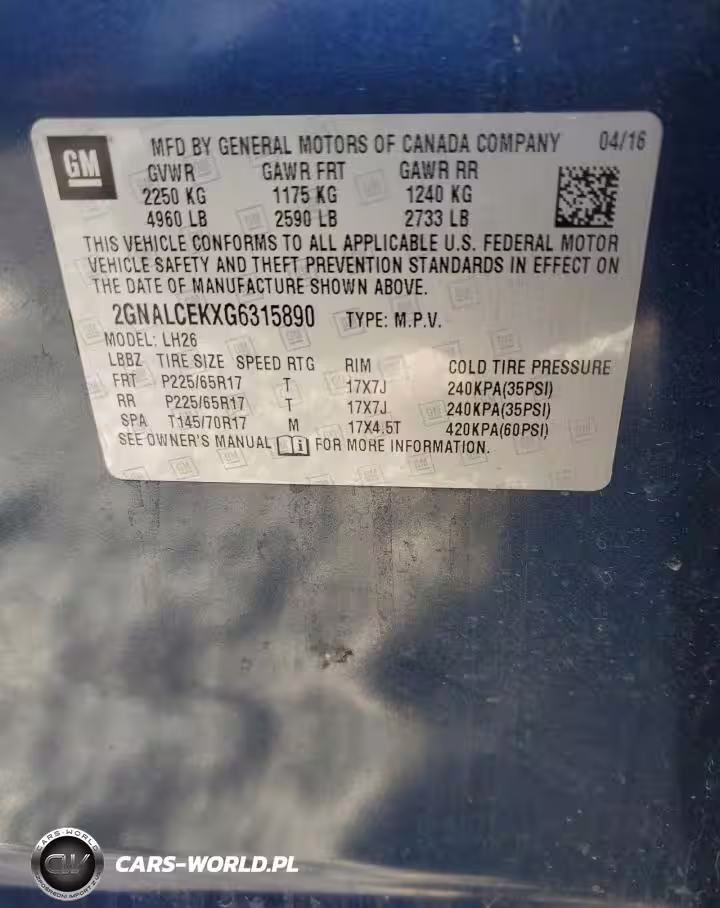 GM
MFD BY GENERAL MOTORS OF CANADA COMPANY 04/16
GVWR GAWR FRT GAWR RR
2250 KG 1175 KG 1240 KG
4960 LB 2590 LB 2733 LB
THIS VEHICLE CONFORMS TO ALL APPLICABLE U.S. FEDERAL MOTOR
VEHICLE SAFETY AND THEFT PREVENTION STANDARDS IN EFFECT ON
THE DATE OF MANUFACTURE SHOWN ABOVE.
2GNALCEKXG6315890 TYPE: M.P.V.
MODEL: LH26
LBBZ TIRE SIZE SPEED RTG RIM COLD TIRE PRESSURE
FRT P225/65R17 T 17X7J 240KPA(35PSI)
RR P225/65R17 T 17X7J 240KPA(35PSI)
SPA T145/70R17 M 17X4.5T 420KPA(60PSI)
SEE OWNER'S MANUAL FOR MORE INFORMATION.
CARS-WORLD
CW
CARS-WORLD.PL